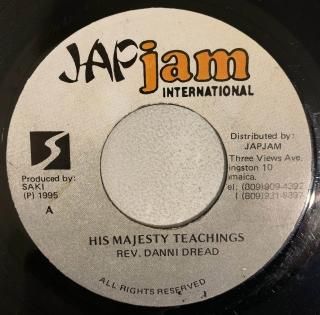 JAPjam
INTERNATIONAL
Distributed by:
JAPJAM
Three Views Ave.
ingston 10
amaica.
el: (809)909-4392
(809)931-8397
Produced by:
SAKI
(P) 1995
A
HIS MAJESTY TEACHINGS
REV. DANNI DREAD
ALL RIGHTS RESERVED